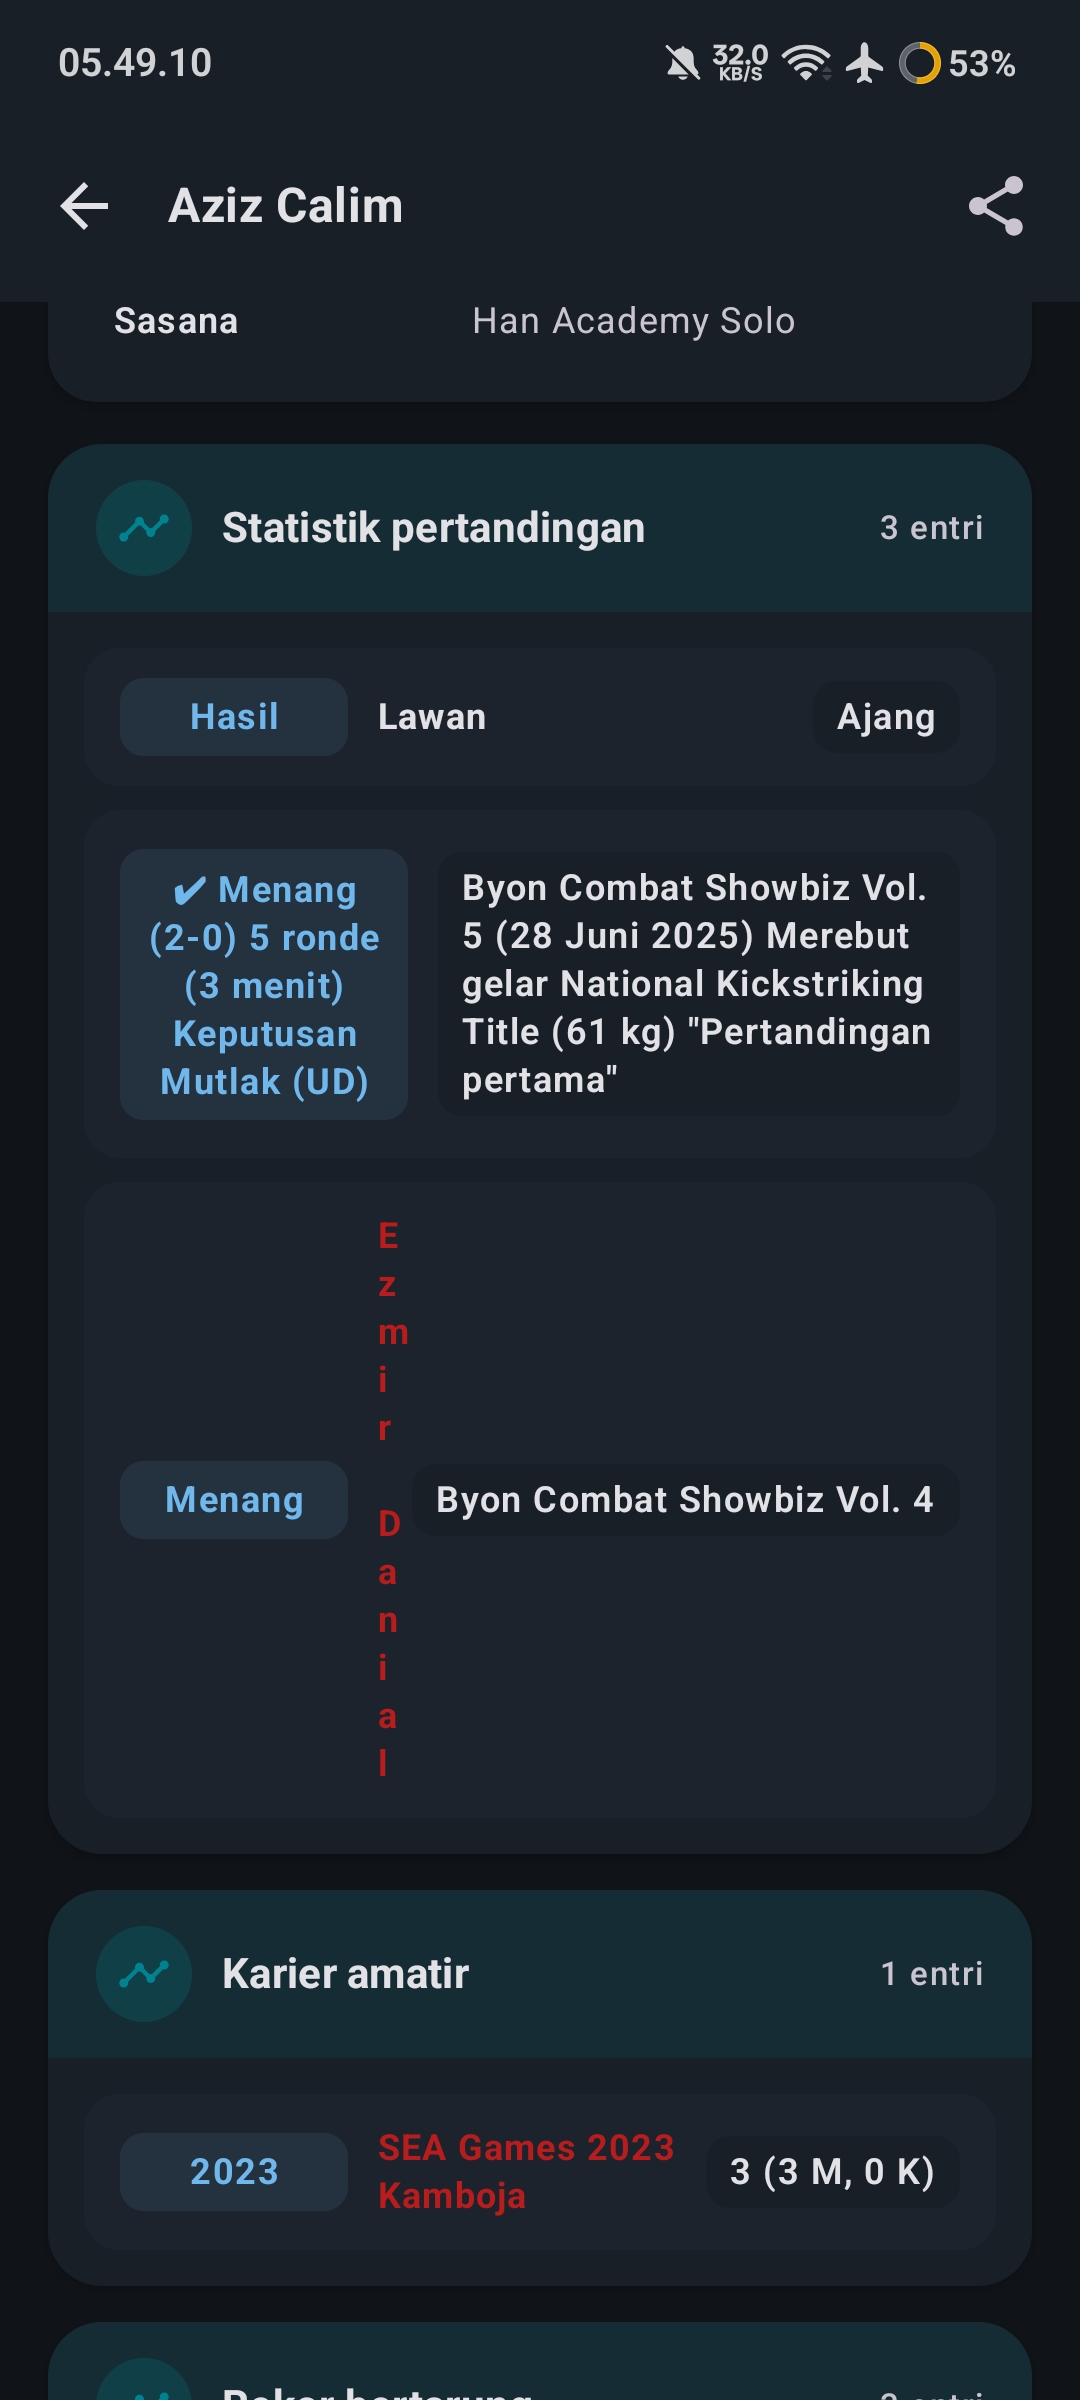 05.49.10
32.0
KB/S
53%
Aziz Calim
Sasana
Han Academy Solo
Statistik pertandingan
3 entri
Hasil
Lawan
Ajang
✔ Menang
(2-0) 5 ronde
(3 menit)
Keputusan
Mutlak (UD)
Byon Combat Showbiz Vol.
5 (28 Juni 2025) Merebut
gelar National Kickstriking
Title (61 kg) "Pertandingan
pertama"
Menang
Ezmir
Danial
Byon Combat Showbiz Vol. 4
Karier amatir
1 entri
2023
SEA Games 2023
Kamboja
3 (3 M, 0 K)